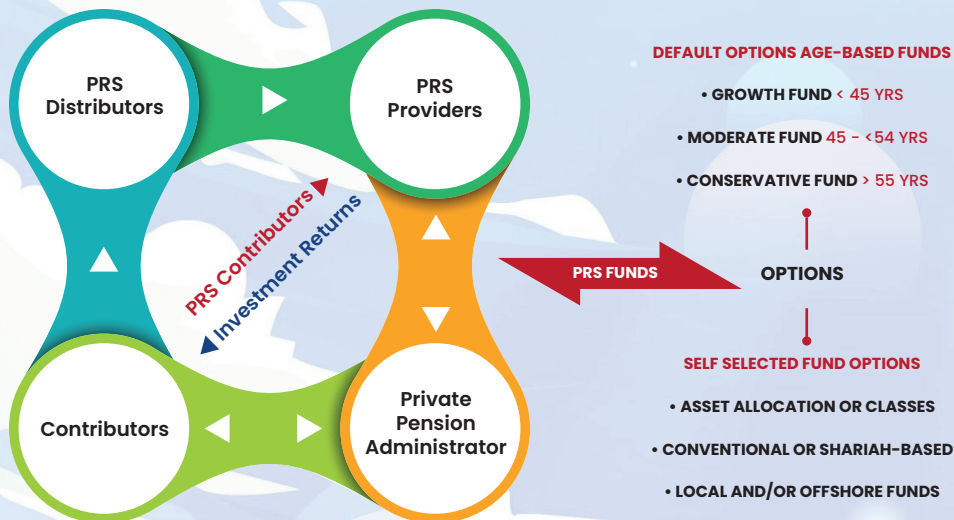 PRS
Distributors
PRS
Providers
PRS Contributors
Investment Returns
Contributors
Private
Pension
Administrator
PRS FUNDS
DEFAULT OPTIONS AGE-BASED FUNDS
• GROWTH FUND < 45 YRS
• MODERATE FUND 45 - <54 YRS
• CONSERVATIVE FUND > 55 YRS
OPTIONS
SELF SELECTED FUND OPTIONS
• ASSET ALLOCATION OR CLASSES
• CONVENTIONAL OR SHARIAH-BASED
• LOCAL AND/OR OFFSHORE FUNDS